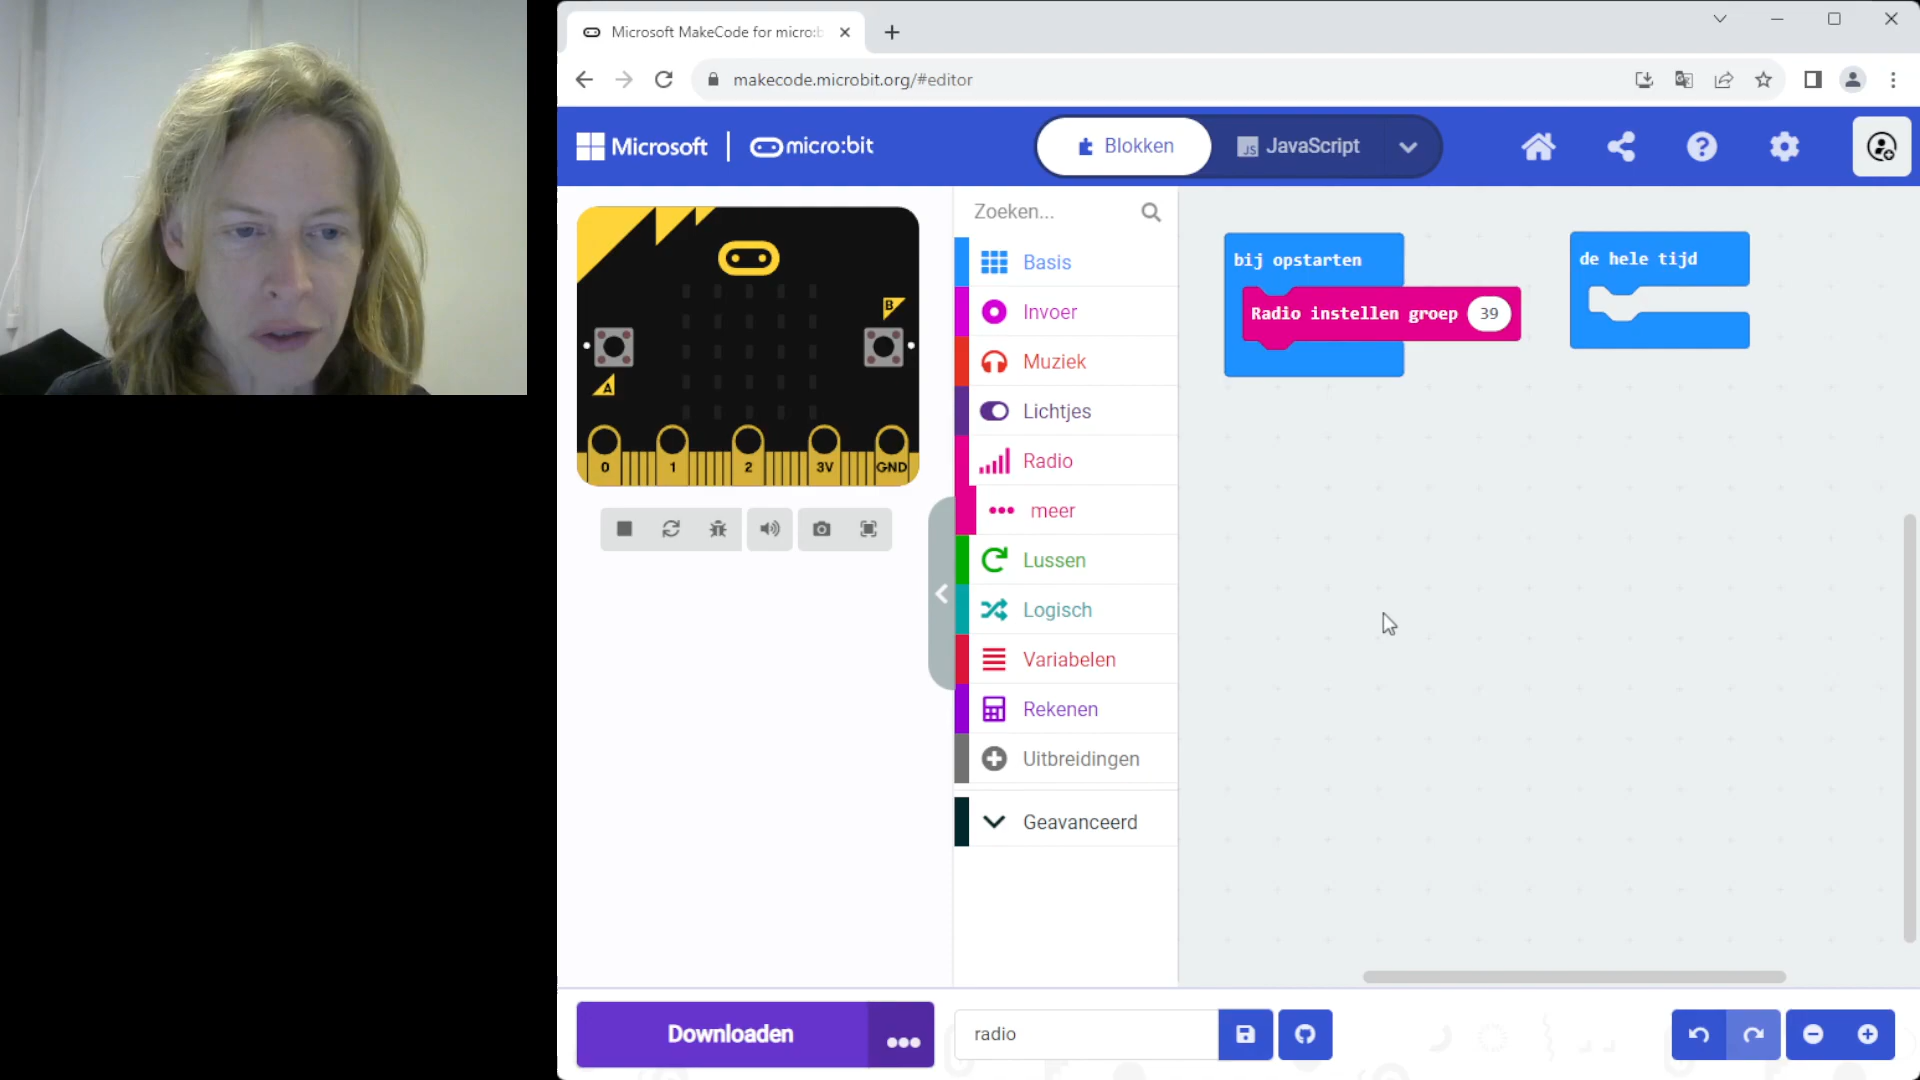 Microsoft MakeCode for micro:b
makecode.microbit.org/#editor
Microsoft
micro:bit
Blokken
JS
JavaScript
Zoeken...
Basis
Invoer
Muziek
Lichtjes
Radio
meer
Lussen
Logisch
Variabelen
Rekenen
Uitbreidingen
Geavanceerd
B
A
0
1
2
3V
GND
bij opstarten
Radio instellen groep 39
de hele tijd
Downloaden
radio